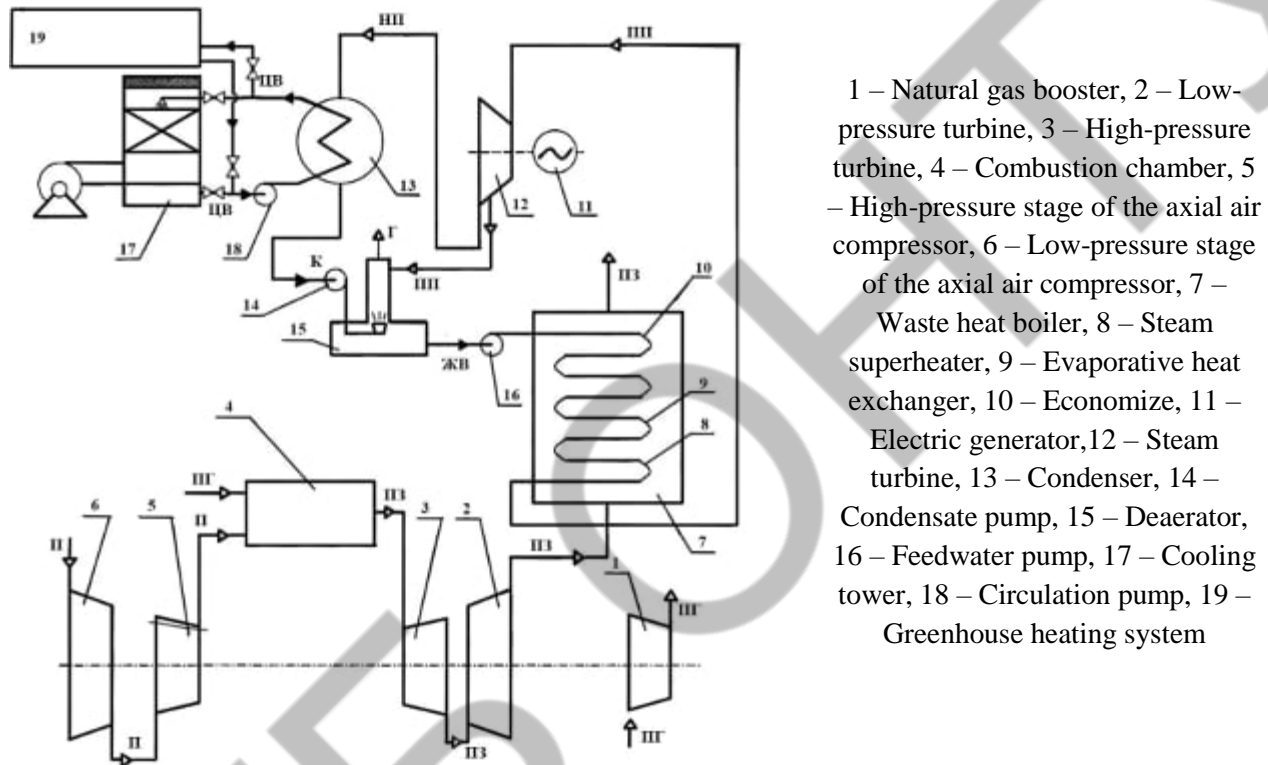 НП
ПП
19
ЦВ
13
11
12
ЦВ
17
18
Г
К
ПП
14
15
ЖВ
16
ПЗ
10
9
8
7
4
ПГ
ПЗ
6
5
П
3
2
П
ПЗ
1
ПГ
П
ПЗ
ПГ
1 – Natural gas booster, 2 – Low-
pressure turbine, 3 – High-pressure
turbine, 4 – Combustion chamber, 5
– High-pressure stage of the axial air
compressor, 6 – Low-pressure stage
of the axial air compressor, 7 –
Waste heat boiler, 8 – Steam
superheater, 9 – Evaporative heat
exchanger, 10 – Economize, 11 –
Electric generator,12 – Steam
turbine, 13 – Condenser, 14 –
Condensate pump, 15 – Deaerator,
16 – Feedwater pump, 17 – Cooling
tower, 18 – Circulation pump, 19 –
Greenhouse heating system